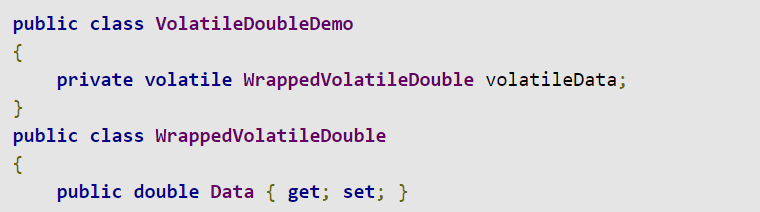 public class VolatileDoubleDemo
{
    private volatile WrappedVolatileDouble volatileData;
}
public class WrappedVolatileDouble
{
    public double Data { get; set; }